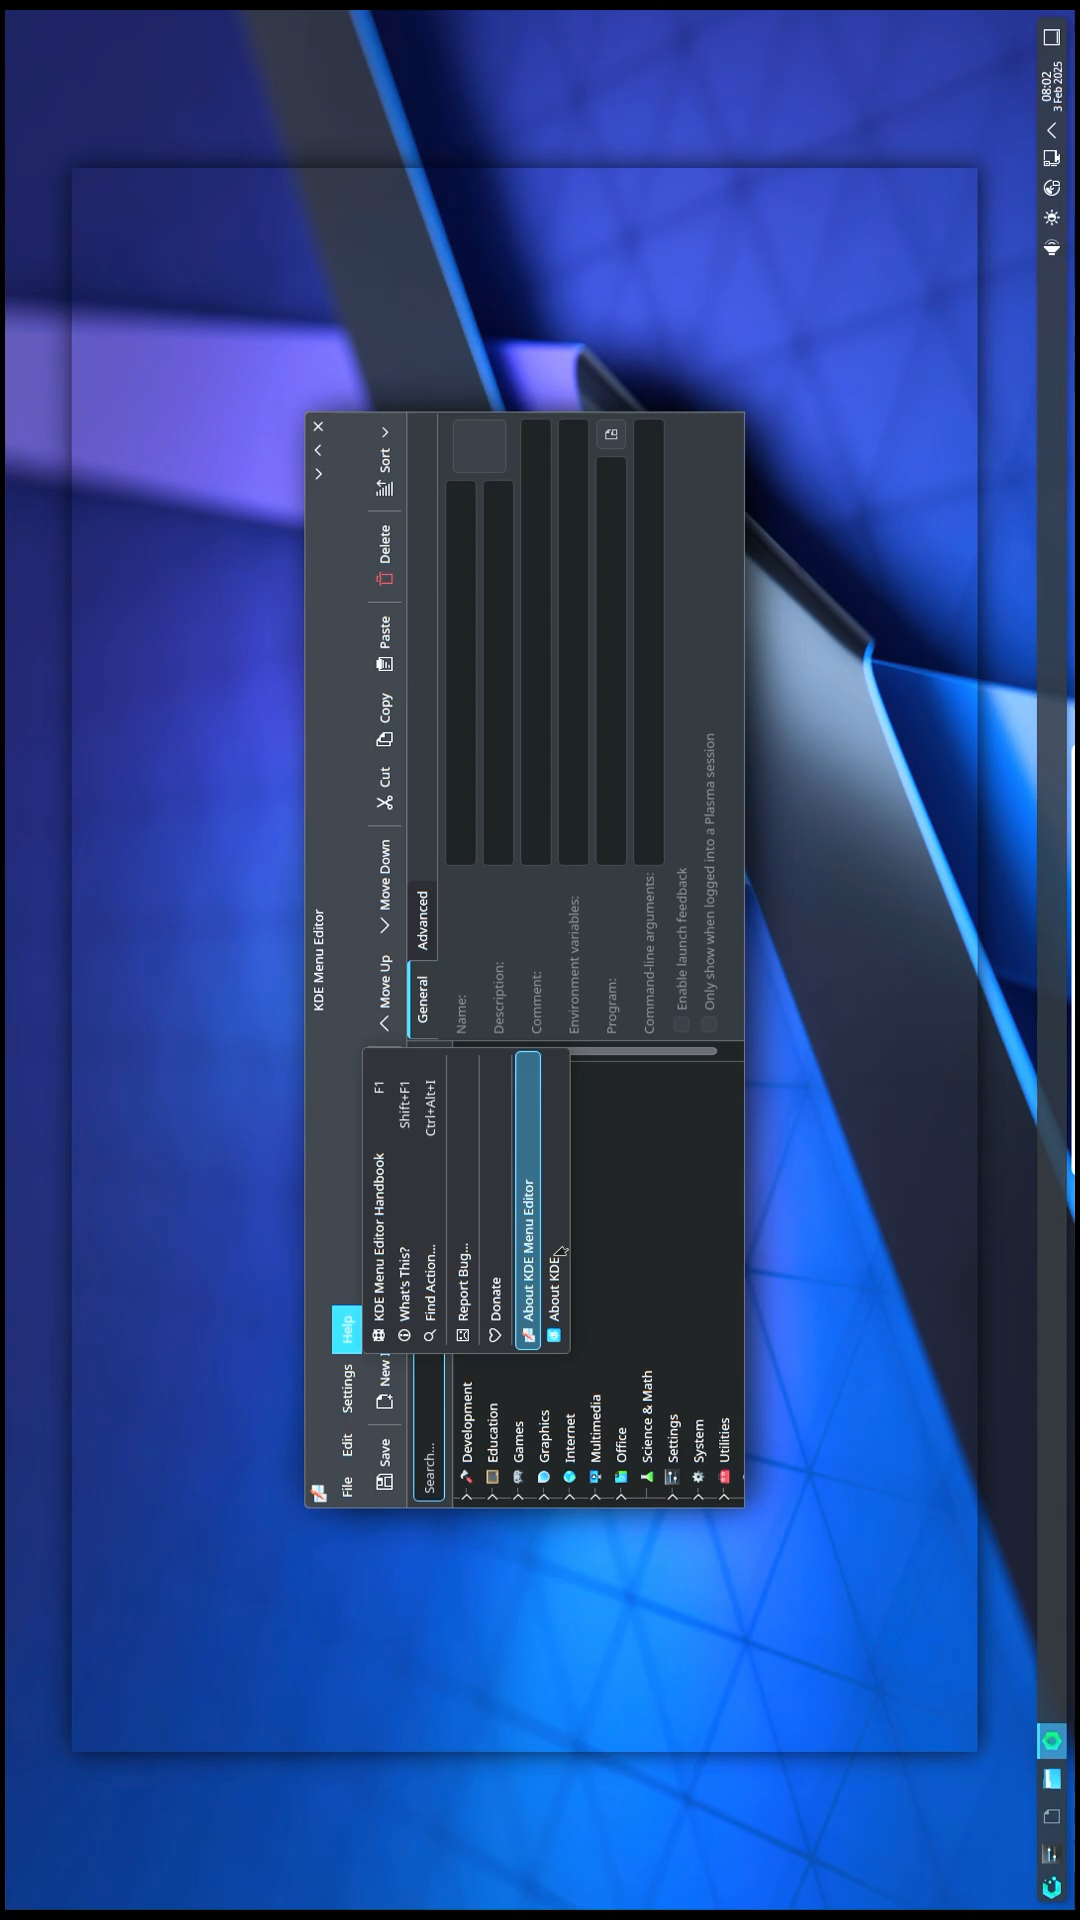 KDE Menu Editor
File Edit Settings Help
Save New I Move Up Move Down Cut Copy Paste Delete Sort
KDE Menu Editor Handbook F1
What's This? Shift+F1
Find Action... Ctrl+Alt+I
Report Bug...
Donate
About KDE Menu Editor
About KDE
Search...
Development
Education
Games
Graphics
Internet
Multimedia
Office
Science & Math
Settings
System
Utilities
General Advanced
Name:
Description:
Comment:
Environment variables:
Program:
Command-line arguments:
Enable launch feedback
Only show when logged into a Plasma session
08:02
3 Feb 2025